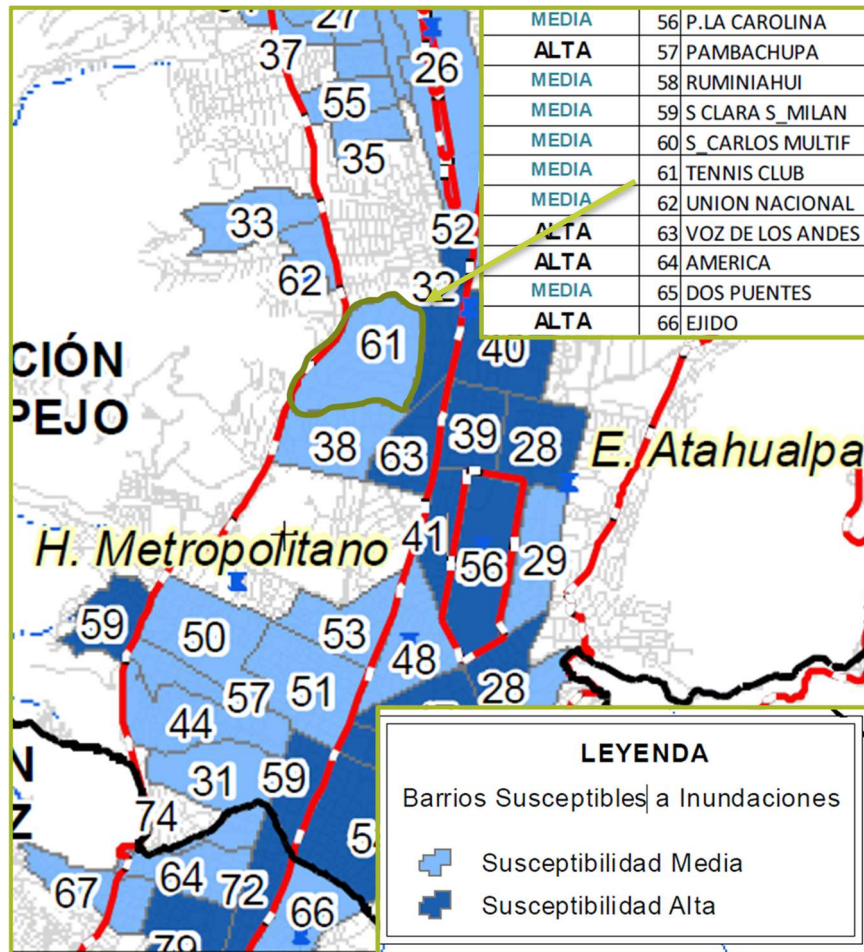 27
37
26
55
35
33
52
62
32
61
40
38
63
39
28
CIÓN
PEJO
E. Atahualpa
H. Metropolitano
41
56
29
59
50
53
48
57
51
28
44
31
59
N
Z
74
64
72
67
66
79
MEDIA 56 P.LA CAROLINA
ALTA 57 PAMBACHUPA
MEDIA 58 RUMINIAHUI
MEDIA 59 S CLARA S_MILAN
MEDIA 60 S_CARLOS MULTIF
MEDIA 61 TENNIS CLUB
MEDIA 62 UNION NACIONAL
ALTA 63 VOZ DE LOS ANDES
ALTA 64 AMERICA
MEDIA 65 DOS PUENTES
ALTA 66 EJIDO
LEYENDA
Barrios Susceptibles a Inundaciones
Susceptibilidad Media
Susceptibilidad Alta